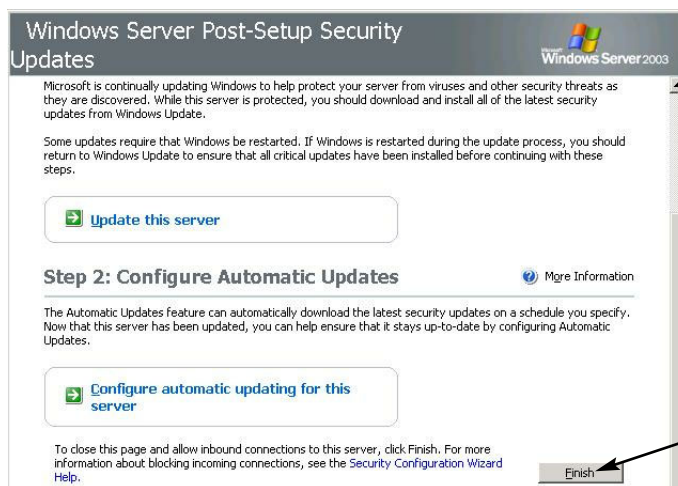 Windows Server Post-Setup Security
Updates
Windows Server 2003
Microsoft is continually updating Windows to help protect your server from viruses and other security threats as
they are discovered. While this server is protected, you should download and install all of the latest security
updates from Windows Update.
Some updates require that Windows be restarted. If Windows is restarted during the update process, you should
return to Windows Update to ensure that all critical updates have been installed before continuing with these
steps.
Update this server
Step 2: Configure Automatic Updates
More Information
The Automatic Updates feature can automatically download the latest security updates on a schedule you specify.
Now that this server has been updated, you can help ensure that it stays up-to-date by configuring Automatic
Updates.
Configure automatic updating for this
server
To close this page and allow inbound connections to this server, click Finish. For more
information about blocking incoming connections, see the Security Configuration Wizard
Help.
Finish